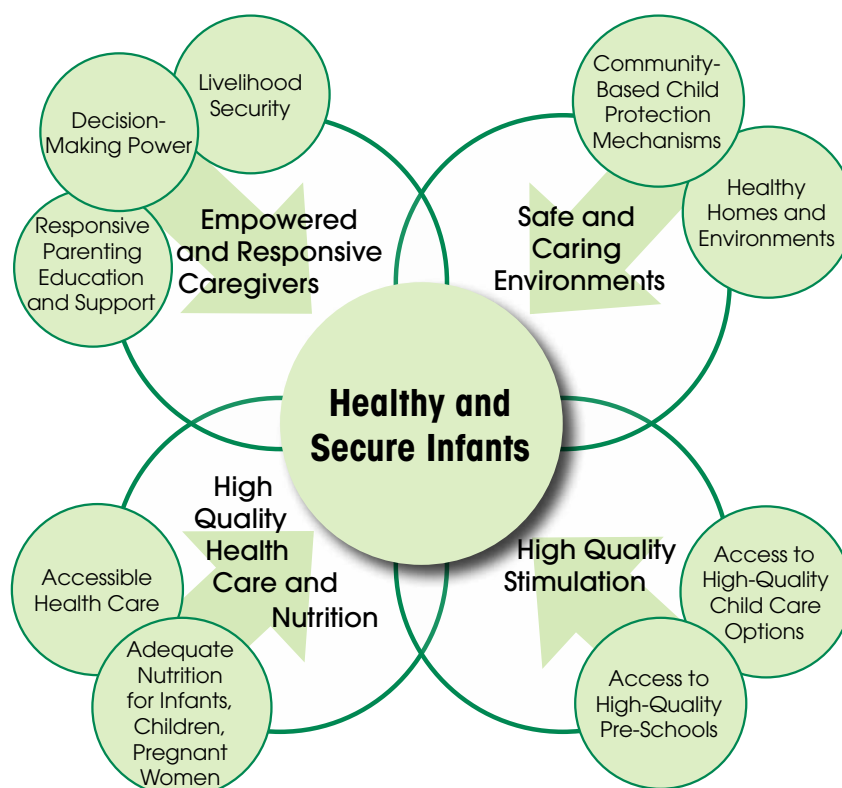 Livelihood
Security
Decision-
Making Power
Responsive
Parenting
Education
and Support
Empowered
and Responsive
Caregivers
Community-
Based Child
Protection
Mechanisms
Healthy
Homes and
Environments
Safe and
Caring
Environments
Healthy and
Secure Infants
High
Quality
Health
Care and
Nutrition
Accessible
Health Care
Adequate
Nutrition
for Infants,
Children,
Pregnant
Women
High Quality
Stimulation
Access to
High-Quality
Child Care
Options
Access to
High-Quality
Pre-Schools